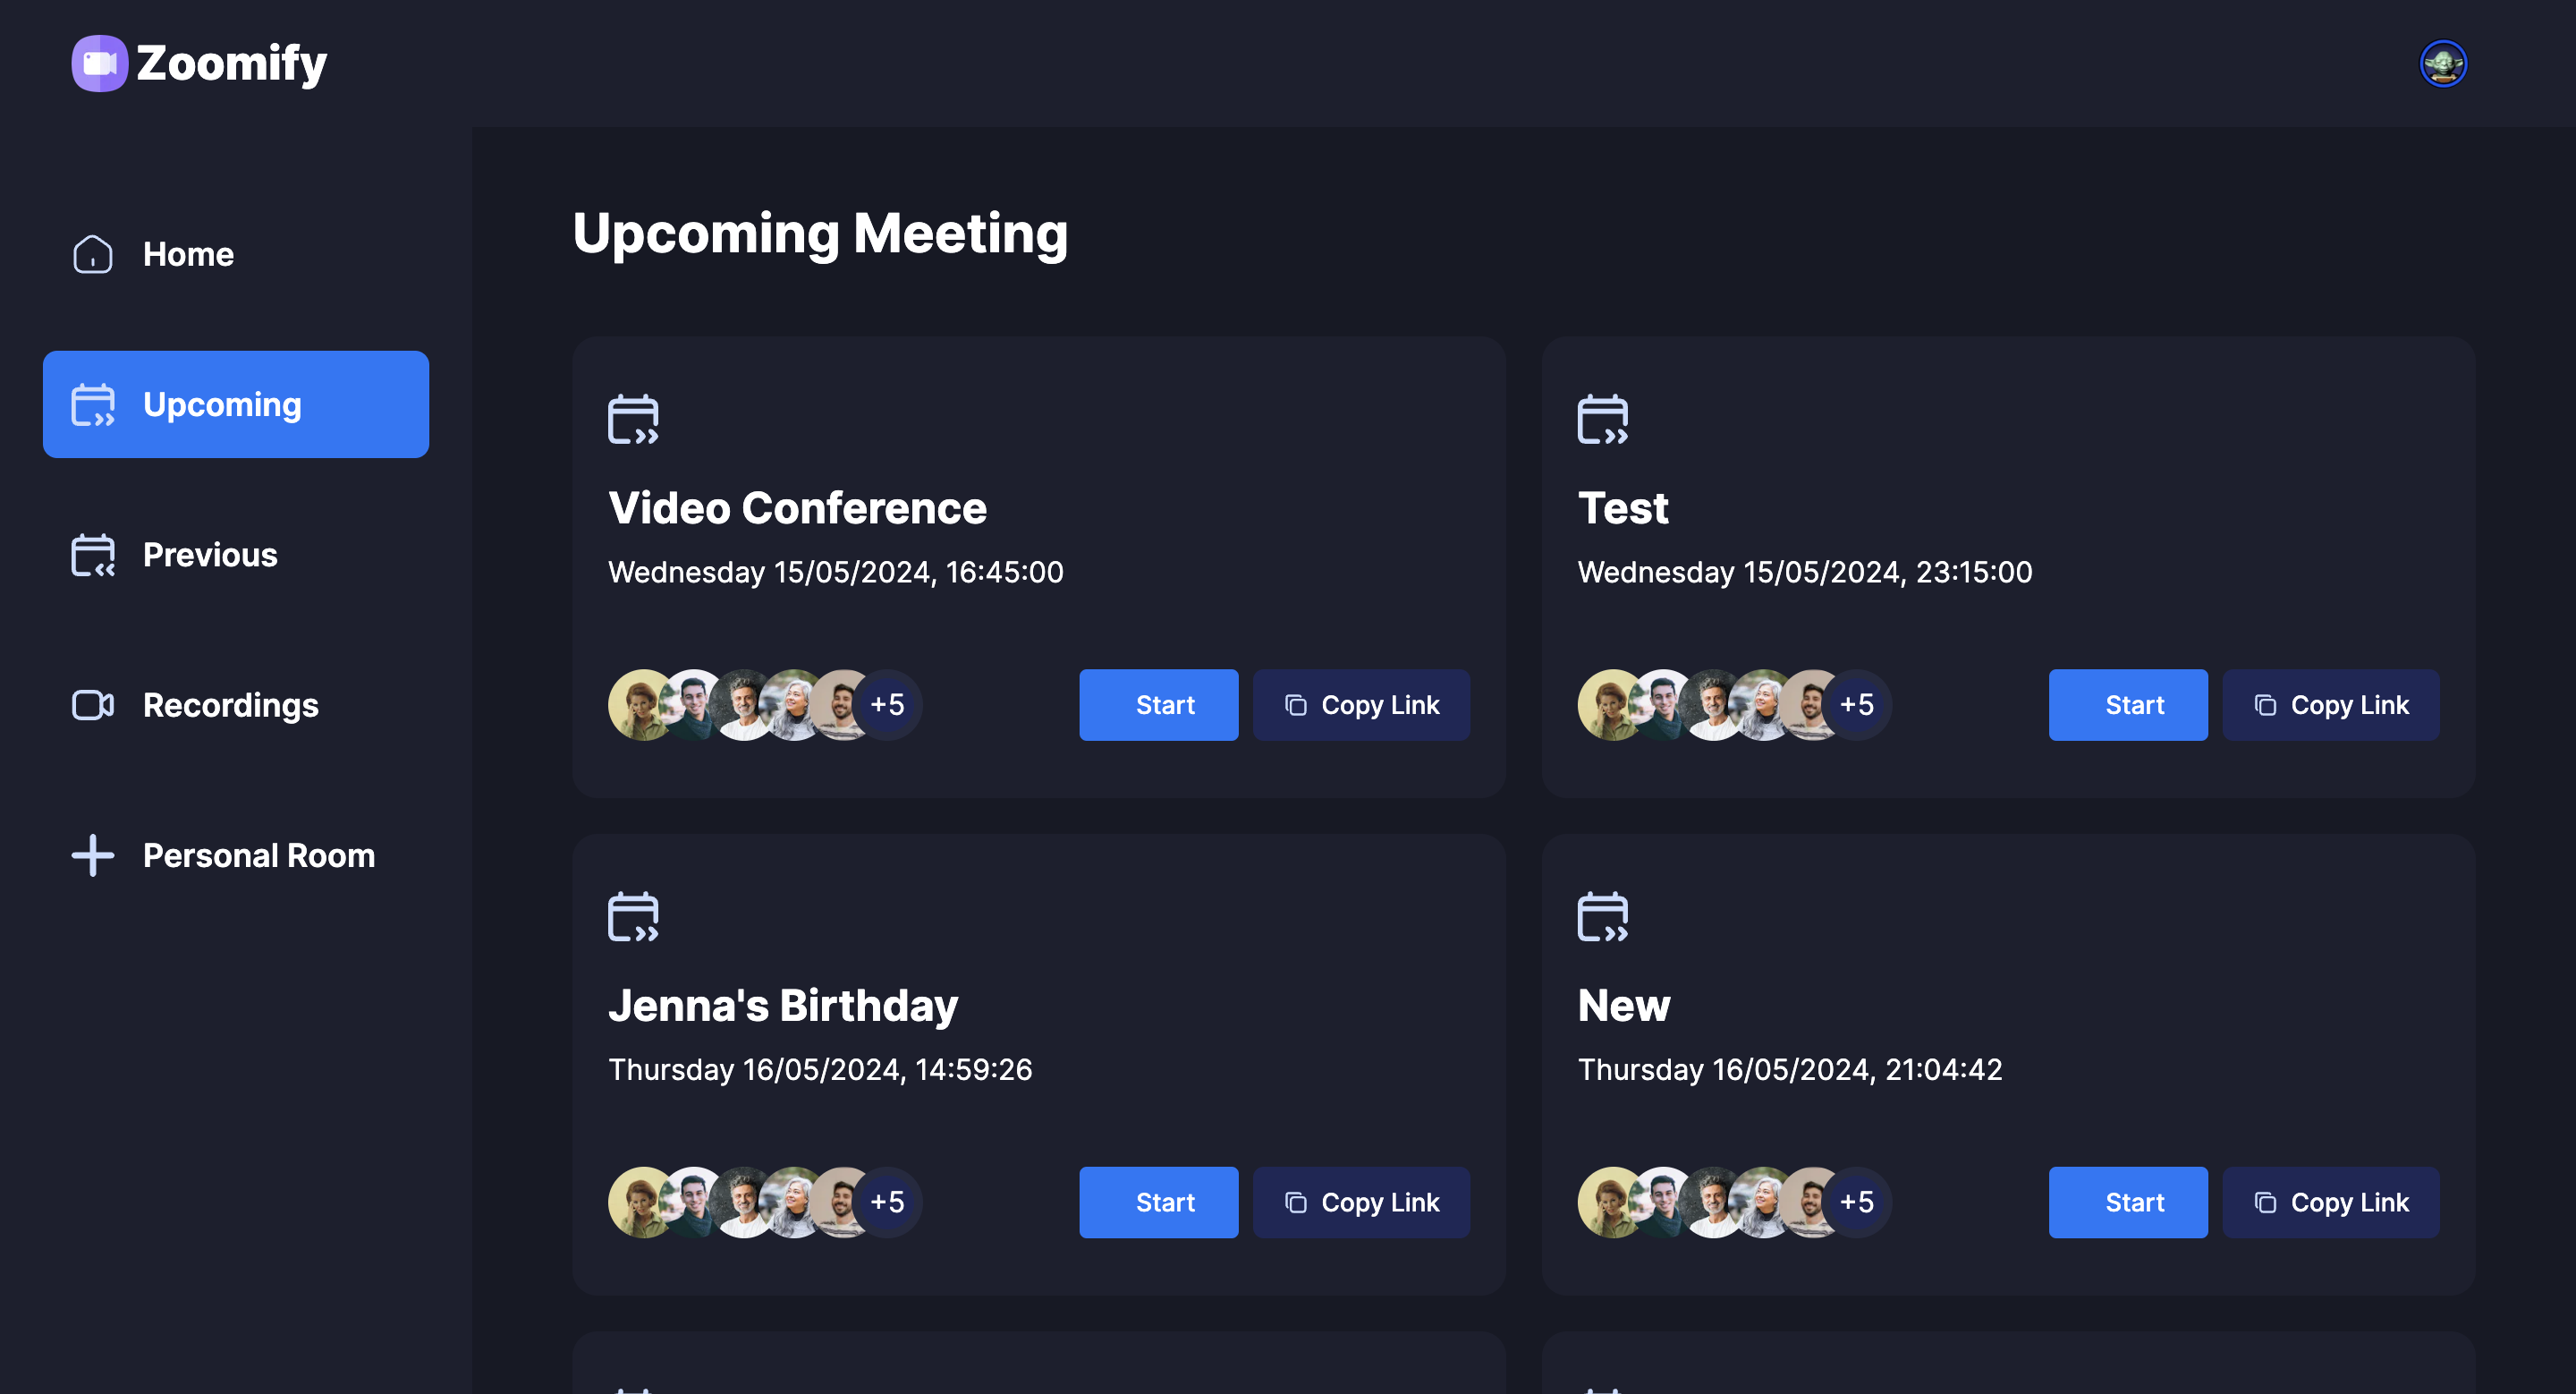 Zoomify
Home
Upcoming
Previous
Recordings
Personal Room
Upcoming Meeting
Video Conference
Wednesday 15/05/2024, 16:45:00
+5
Start
Copy Link
Test
Wednesday 15/05/2024, 23:15:00
+5
Start
Copy Link
Jenna's Birthday
Thursday 16/05/2024, 14:59:26
+5
Start
Copy Link
New
Thursday 16/05/2024, 21:04:42
+5
Start
Copy Link